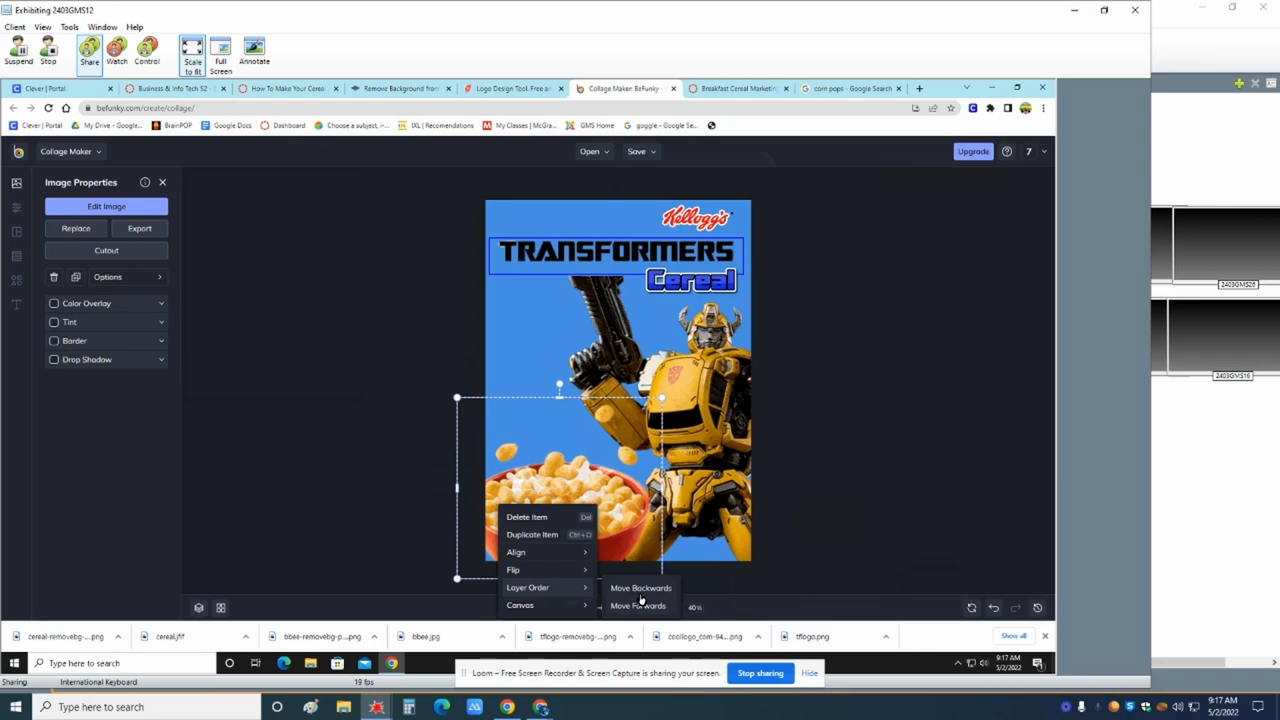 Exhibiting 2403GMS12
Client View Tools Window Help
Suspend Stop Share Watch Control Scale to fit Full Screen Annotate
Clever | Portal Business & Info Tech S2 - How To Make Your Cereal Remove Background from Logo Design Tool. Free an Collage Maker BeFunky - Breakfast Cereal Marketin corn pops - Google Search
befunky.com/create/collage/
Clever | Portal My Drive - Google... BrainPOP Google Docs Dashboard Choose a subject, i... IXL | Recomendations My Classes | McGra... GMS Home goggle - Google Se...
Collage Maker Open Save Upgrade 7
Image Properties
Edit Image
Replace Export
Cutout
Options
Color Overlay
Tint
Border
Drop Shadow
Kellogg's
TRANSFORMERS
Cereal
Delete Item Del
Duplicate Item Ctrl+D
Align
Flip
Layer Order
Canvas
Move Backwards
Move Forwards
40%
2403GMS26
2403GMS16
cereal-removebg-...png cereal.jfif bbee-removebg-p...png bbee.jpg tflogo-removebg-...png coollogo_com-94...png tflogo.png Show all
Type here to search 9:17 AM 5/2/2022
Loom – Free Screen Recorder & Screen Capture is sharing your screen. Stop sharing Hide
Sharing International Keyboard 19 fps
Type here to search 9:17 AM 5/2/2022